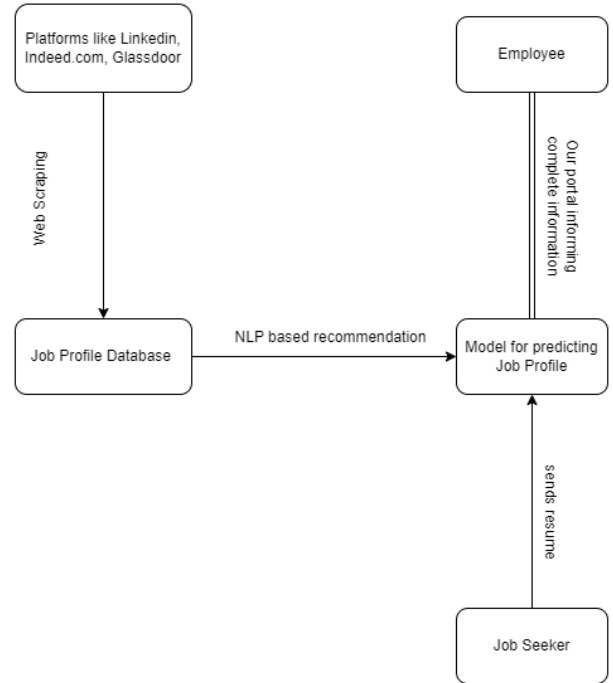 Platforms like Linkedin,
Indeed.com, Glassdoor
Employee
Web Scraping
Our portal informing
complete information
Job Profile Database
NLP based recommendation
Model for predicting
Job Profile
sends resume
Job Seeker